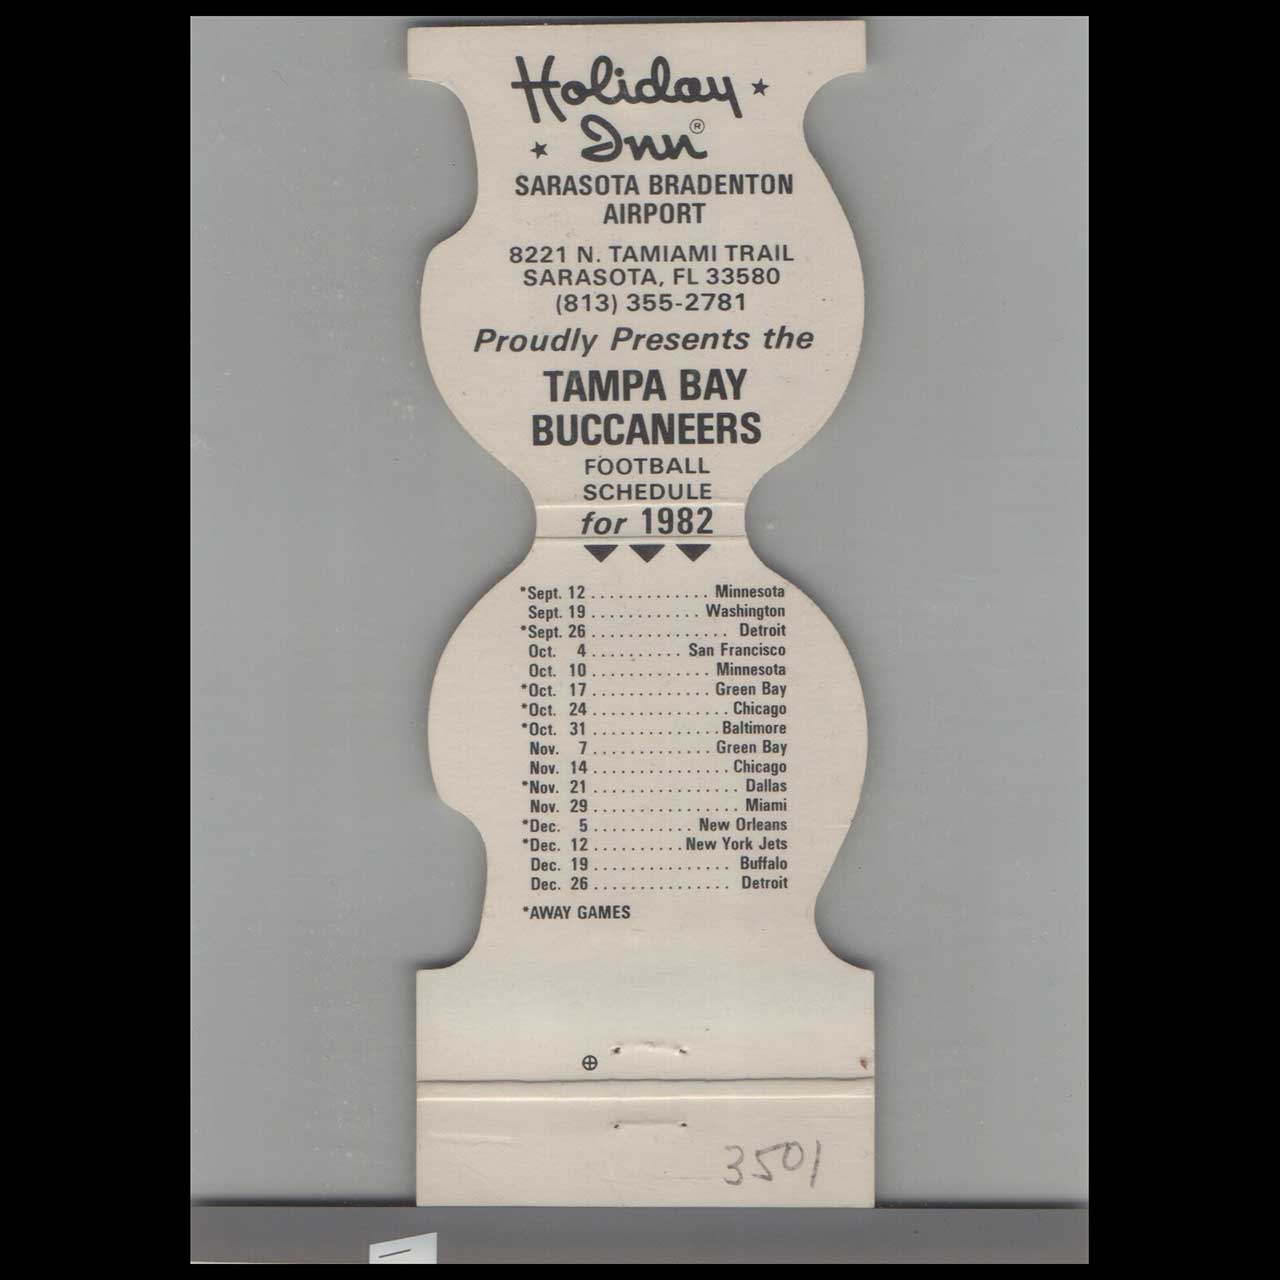 Holiday
Inn®
SARASOTA BRADENTON
AIRPORT
8221 N. TAMIAMI TRAIL
SARASOTA, FL 33580
(813) 355-2781
Proudly Presents the
TAMPA BAY
BUCCANEERS
FOOTBALL
SCHEDULE
for 1982
*Sept. 12 ............. Minnesota
Sept. 19 ............ Washington
*Sept. 26 ............... Detroit
Oct. 4 .......... San Francisco
Oct. 10 ............. Minnesota
*Oct. 17 ............. Green Bay
*Oct. 24 ............... Chicago
*Oct. 31 .............. Baltimore
Nov. 7 ............. Green Bay
Nov. 14 ............... Chicago
*Nov. 21 ................ Dallas
Nov. 29 ................ Miami
*Dec. 5 ........... New Orleans
*Dec. 12 .......... New York Jets
Dec. 19 ............... Buffalo
Dec. 26 ............... Detroit
*AWAY GAMES
3501